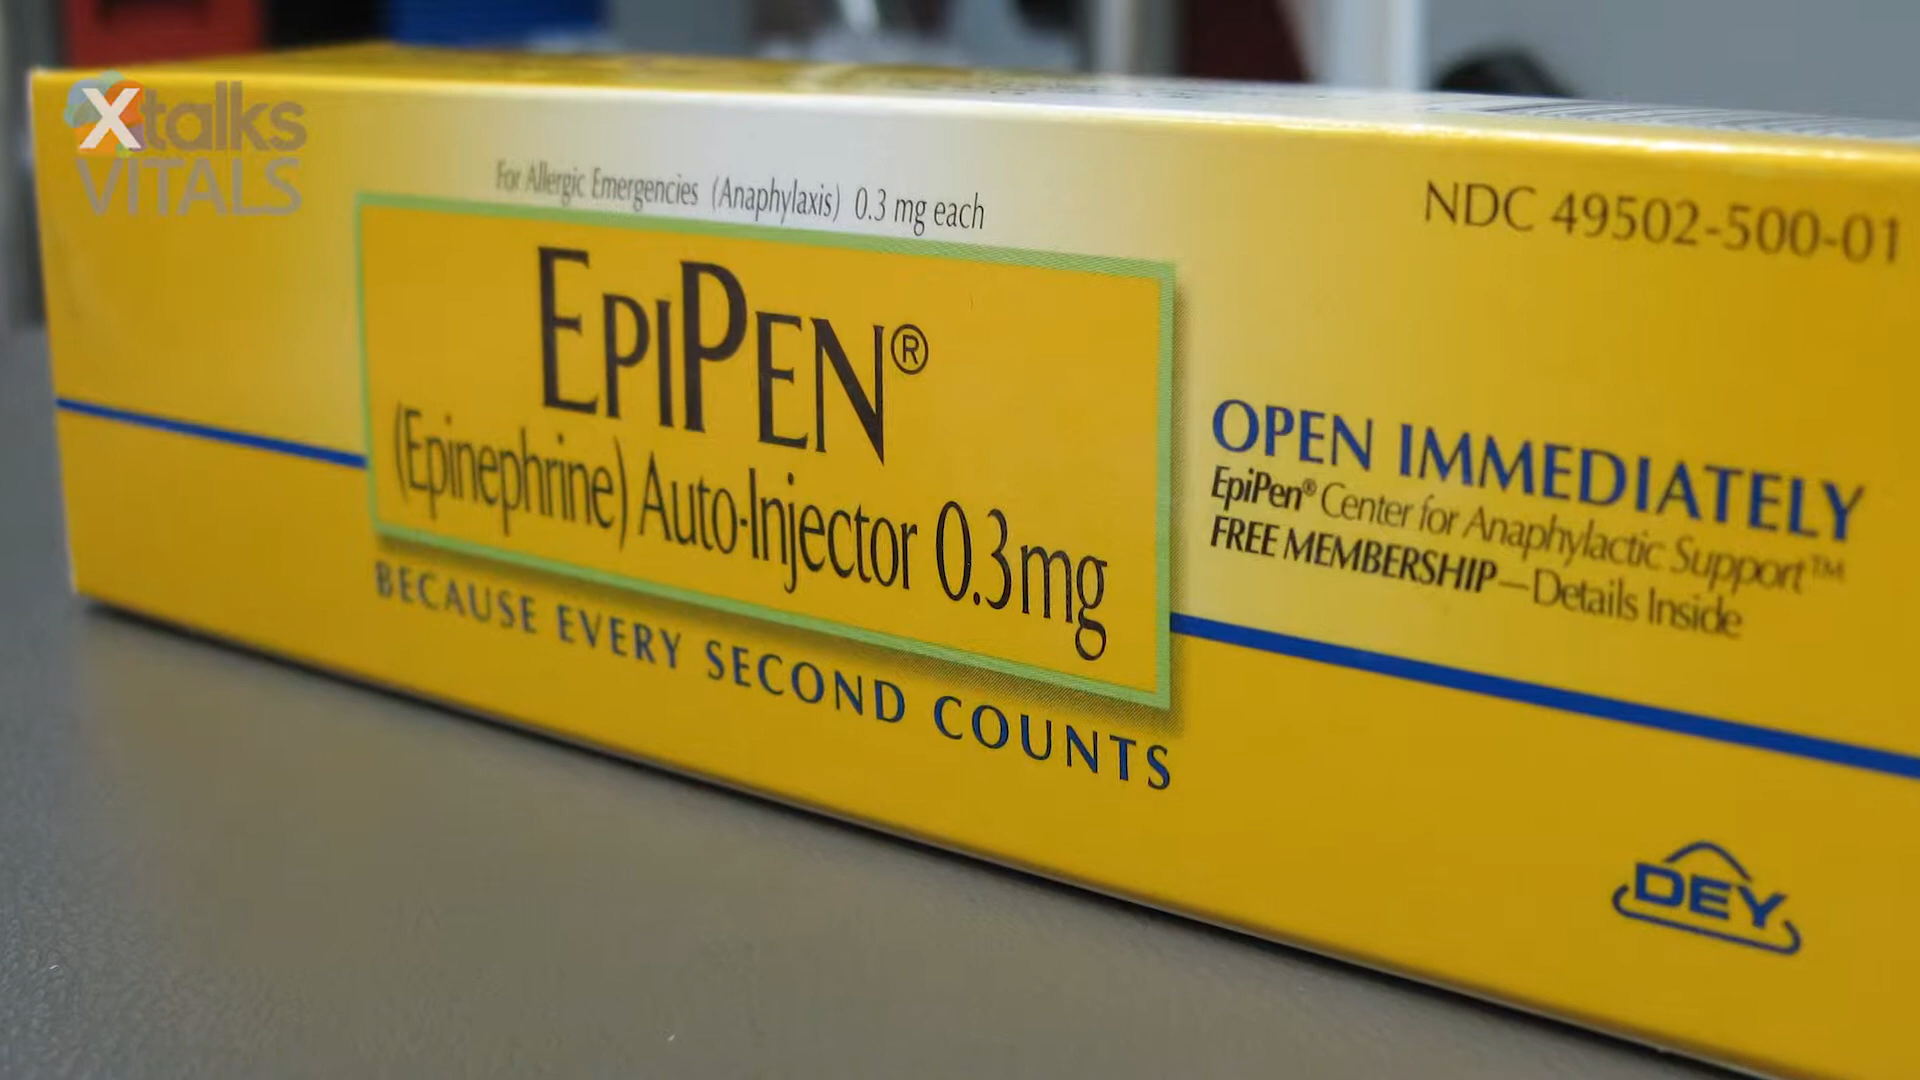 Xtalks
VITALS
For Allergic Emergencies (Anaphylaxis) 0.3 mg each
NDC 49502-500-01
EPIPEN®
(Epinephrine) Auto-Injector 0.3mg
BECAUSE EVERY SECOND COUNTS
OPEN IMMEDIATELY
EpiPen® Center for Anaphylactic Support™
FREE MEMBERSHIP—Details Inside
DEY